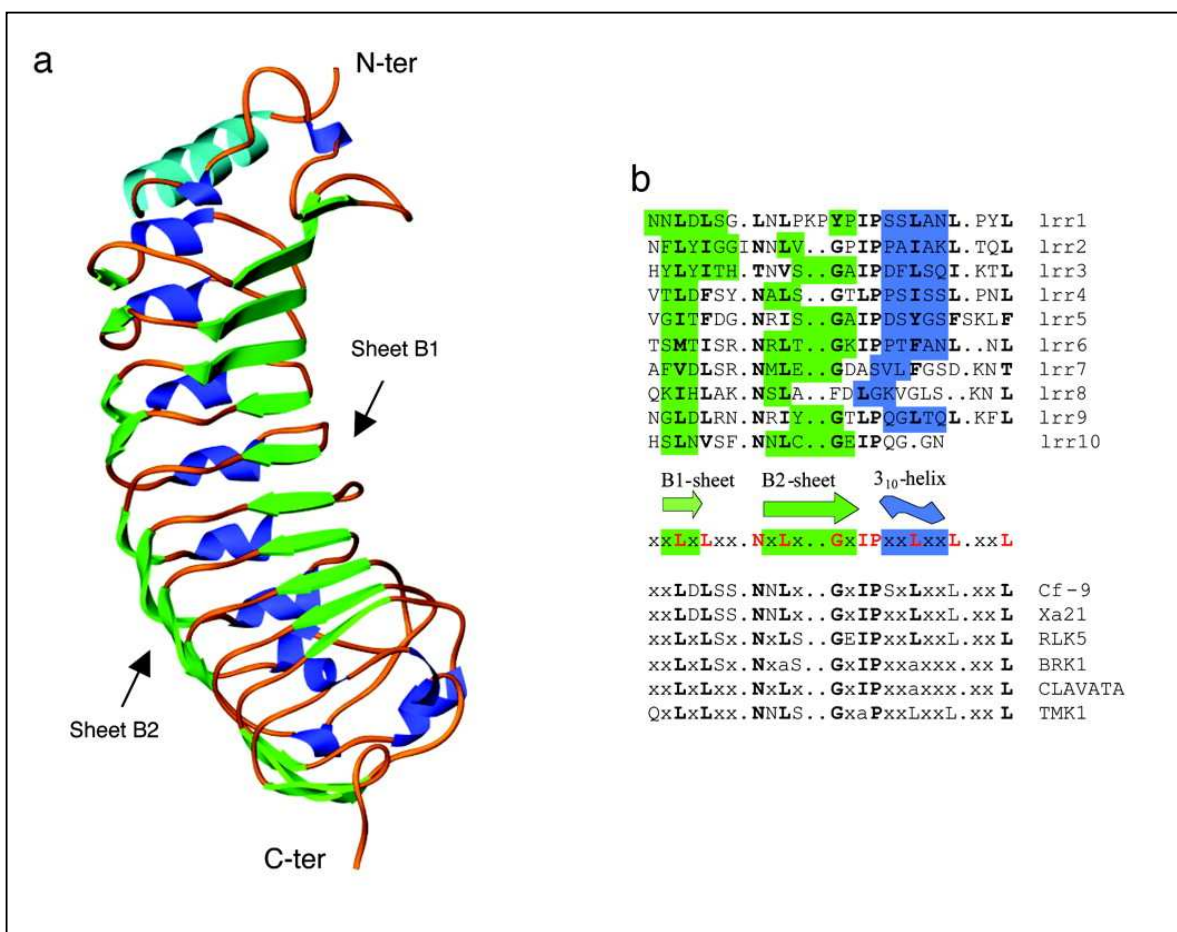 a
N-ter
Sheet B1
Sheet B2
C-ter
b
NNLDLSG.LNLPKPYPIPSSLANL.PYL lrr1
NFLYIGGINNLV..GPIPPAIAKL.TQL lrr2
HYLYITH.TNVS..GAIPDFLSQI.KTL lrr3
VTLDFSY.NALS..GTLPPSISSL.PNL lrr4
VGITFDG.NRIS..GAIPDSYGSFSKLF lrr5
TSMTISR.NRLT..GKIPPTFANL..NL lrr6
AFVDLSR.NMLE..GDASVLFGSD.KNT lrr7
QKIHLAK.NSLA..FDLGKVGLS..KNL lrr8
NGLDLRN.NRIY..GTLPQGLTQL.KFL lrr9
HSLNVSF.NNLC..GEIPQG.GN lrr10
B1-sheet B2-sheet 3₁₀-helix
xxLxLxx.NxLx..GxIPxxLxxL.xxL
xxLDLSS.NNLx..GxIPSxLxxL.xxL Cf-9
xxLDLSS.NNLx..GxIPxxLxxL.xxL Xa21
xxLxLSx.NxLS..GEIPxxLxxL.xxL RLK5
xxLxLSx.NxaS..GxIPxxaxxx.xxL BRK1
xxLxLxx.NxLx..GxIPxxaxxx.xxL CLAVATA
QxLxLxx.NNLS..GxaPxxLxxL.xxL TMK1